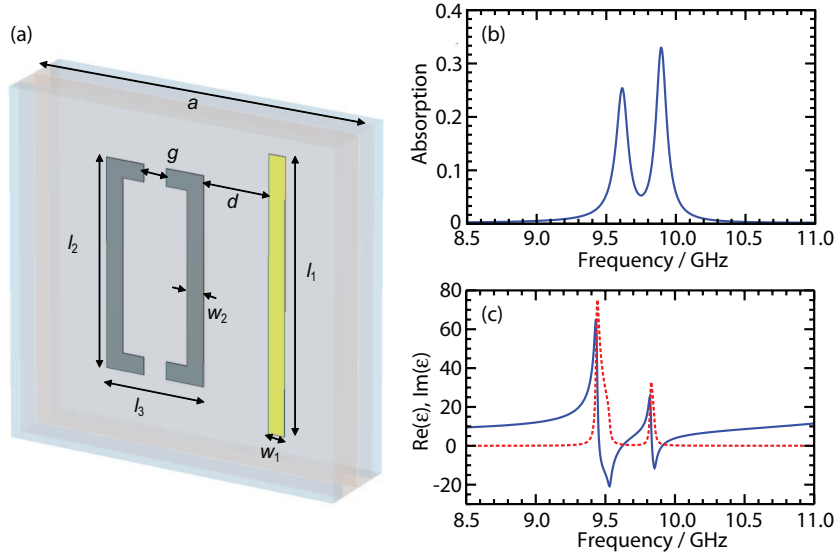 (a)
a
g
d
l2
l1
w2
l3
w1
(b)
0.4
0.3
0.2
0.1
0
Absorption
8.5 9.0 9.5 10.0 10.5 11.0
Frequency / GHz
(c)
80
60
40
20
0
-20
Re(ε), Im(ε)
8.5 9.0 9.5 10.0 10.5 11.0
Frequency / GHz